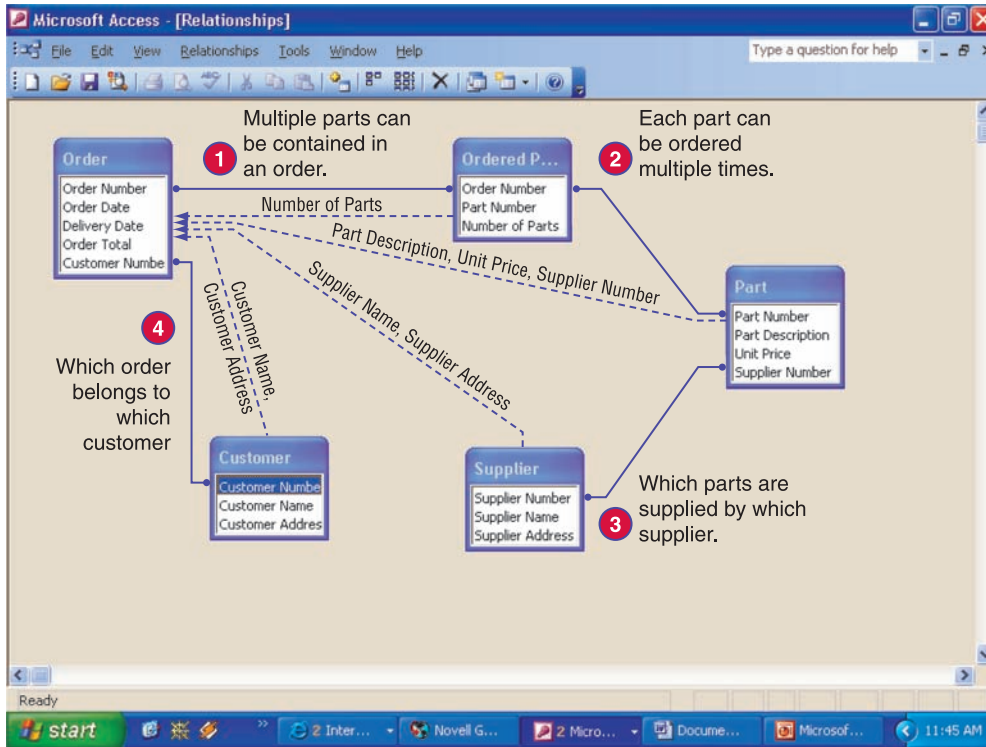 Microsoft Access - [Relationships]
File Edit View Relationships Tools Window Help
Type a question for help
1
Multiple parts can
be contained in
an order.
2
Each part can
be ordered
multiple times.
Order
Order Number
Order Date
Delivery Date
Order Total
Customer Numbe
Ordered P...
Order Number
Part Number
Number of Parts
Number of Parts
Part Description, Unit Price, Supplier Number
Supplier Name, Supplier Address
Customer Name,
Customer Address
Part
Part Number
Part Description
Unit Price
Supplier Number
4
Which order
belongs to
which
customer
Customer
Customer Numbe
Customer Name
Customer Addres
Supplier
Supplier Number
Supplier Name
Supplier Address
3
Which parts are
supplied by which
supplier.
Ready
start
2 Inter...
Novell G...
2 Micro...
Docume...
Microsof...
11:45 AM